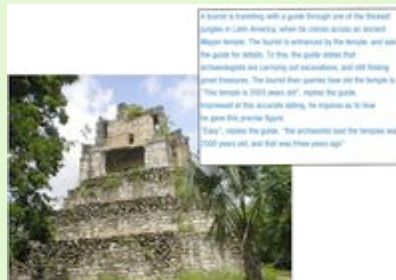 A tourist is travelling with a guide through one of the thickest
jungles in Latin America, when he comes across an ancient
Mayan temple. The tourist is entranced by the temple, and asks
the guide for details. To this, the guide states that
archaeologists are carrying out excavations, and still finding
great treasures. The tourist then queries how old the temple is.
"This temple is 2503 years old", replies the guide.
Impressed at this accurate dating, he inquires as to how
he gave this precise figure.
"Easy", replies the guide, "the archaeologist said the temple was
2500 years old, and that was three years ago"